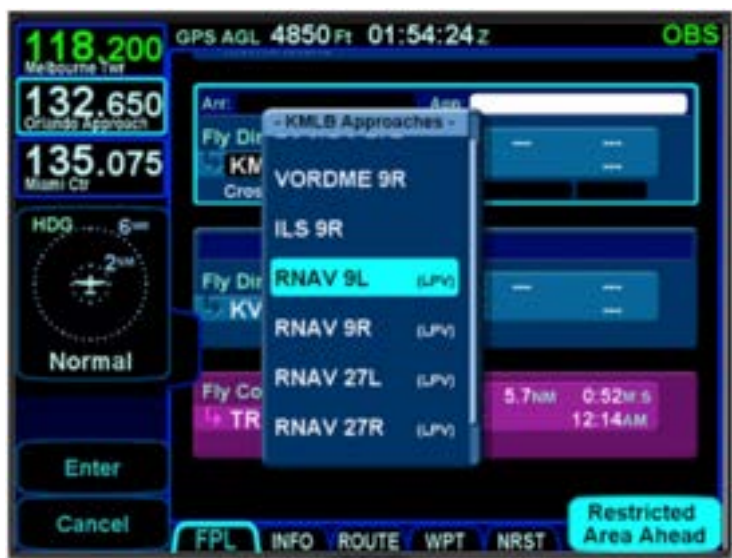 118.200
Melbourne Twr
GPS AGL 4850 Ft 01:54:24 Z OBS
132.650
Orlando Approach
135.075
Miami Ctr
Arr: App
- KMLB Approaches -
Fly Dir
KM
Cros
VORDME 9R
ILS 9R
RNAV 9L (LPV)
RNAV 9R (LPV)
RNAV 27L (LPV)
RNAV 27R (LPV)
HDG 6NM
2NM
Normal
Fly Dir
KV
Fly Co
TR
5.7NM 0:52M:S
12:14AM
Enter
Cancel
FPL INFO ROUTE WPT NRST
Restricted
Area Ahead